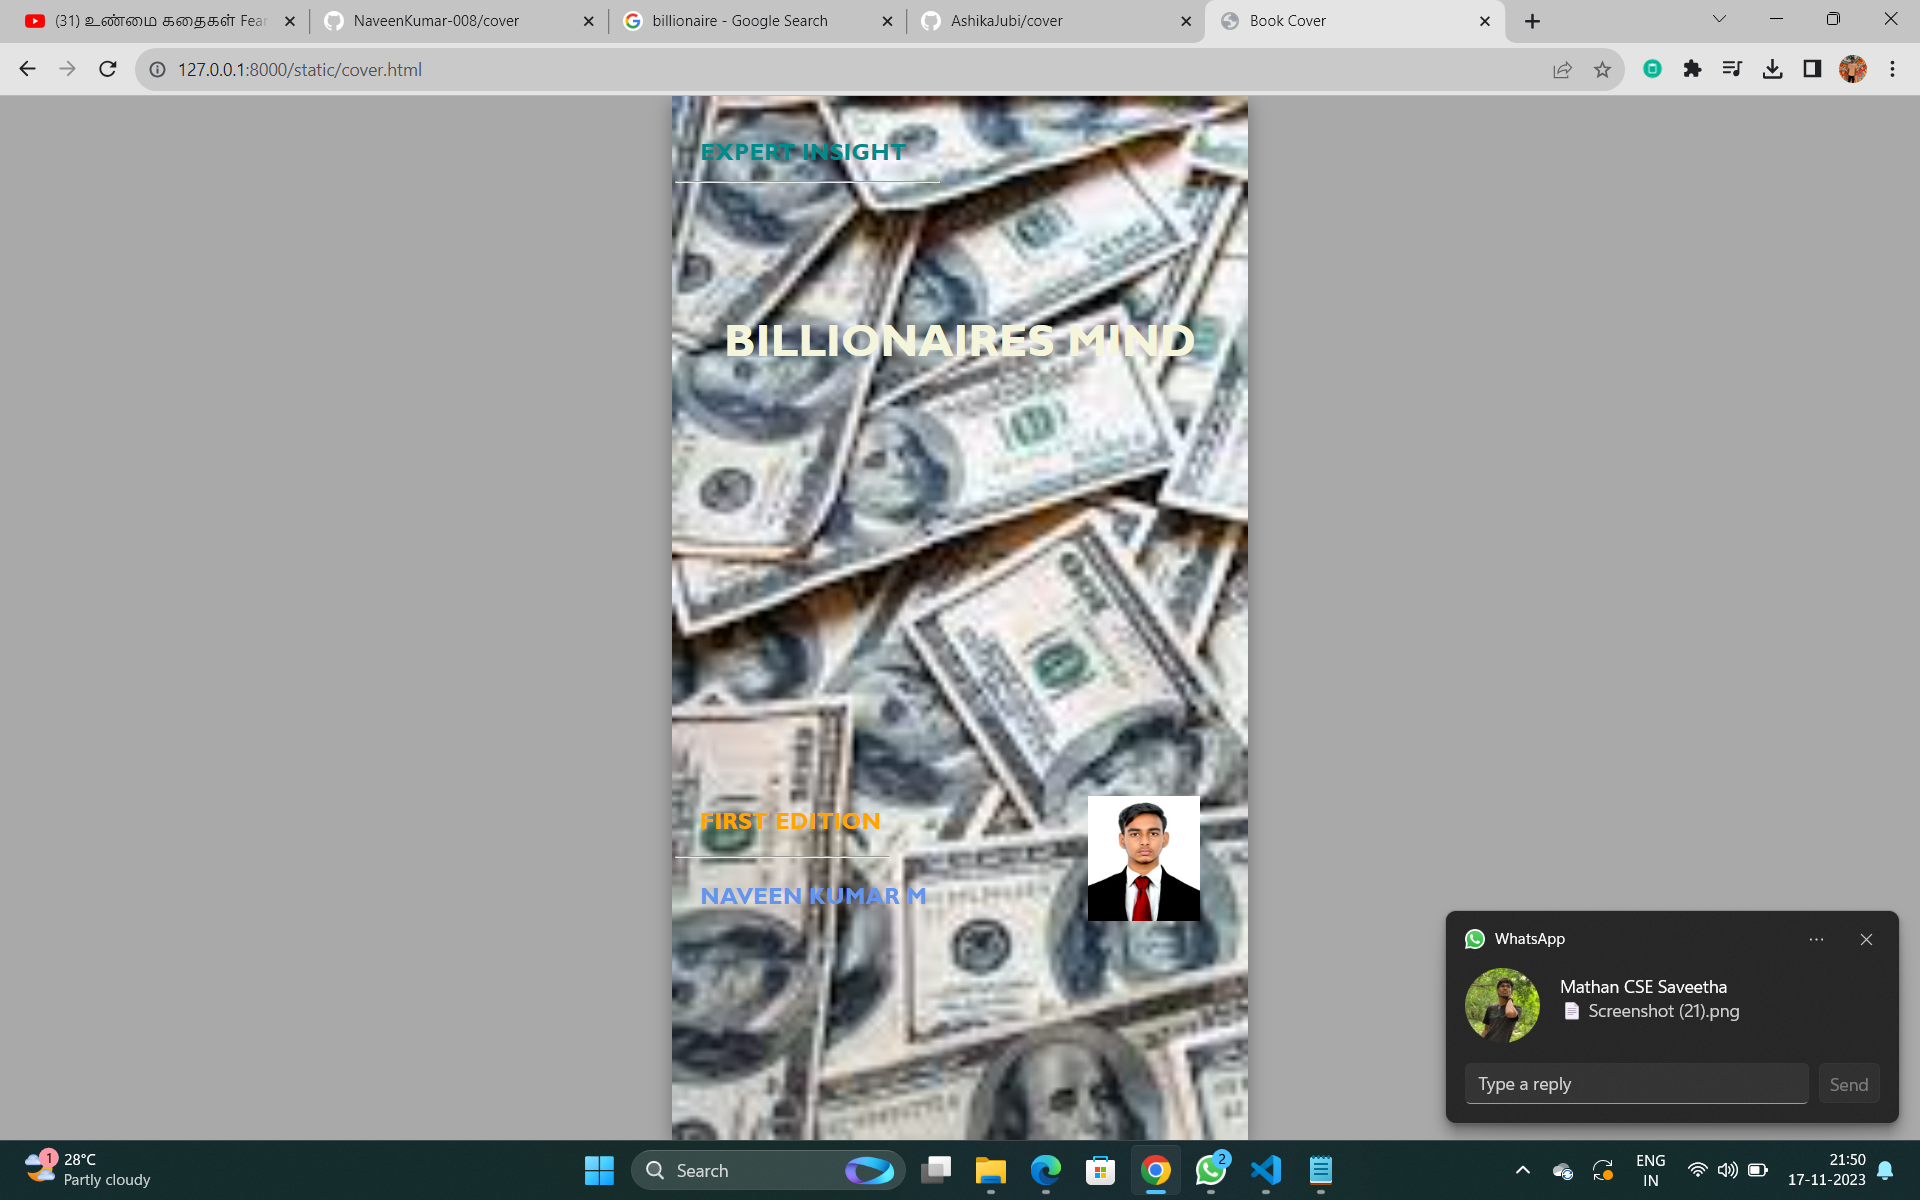 (31) உண்மை கதைகள் Fear
NaveenKumar-008/cover
billionaire - Google Search
AshikaJubi/cover
Book Cover
127.0.0.1:8000/static/cover.html
EXPERT INSIGHT
BILLIONAIRES MIND
FIRST EDITION
NAVEEN KUMAR M
WhatsApp
Mathan CSE Saveetha
Screenshot (21).png
Type a reply
Send
1
28°C
Partly cloudy
Search
2
ENG
IN
21:50
17-11-2023